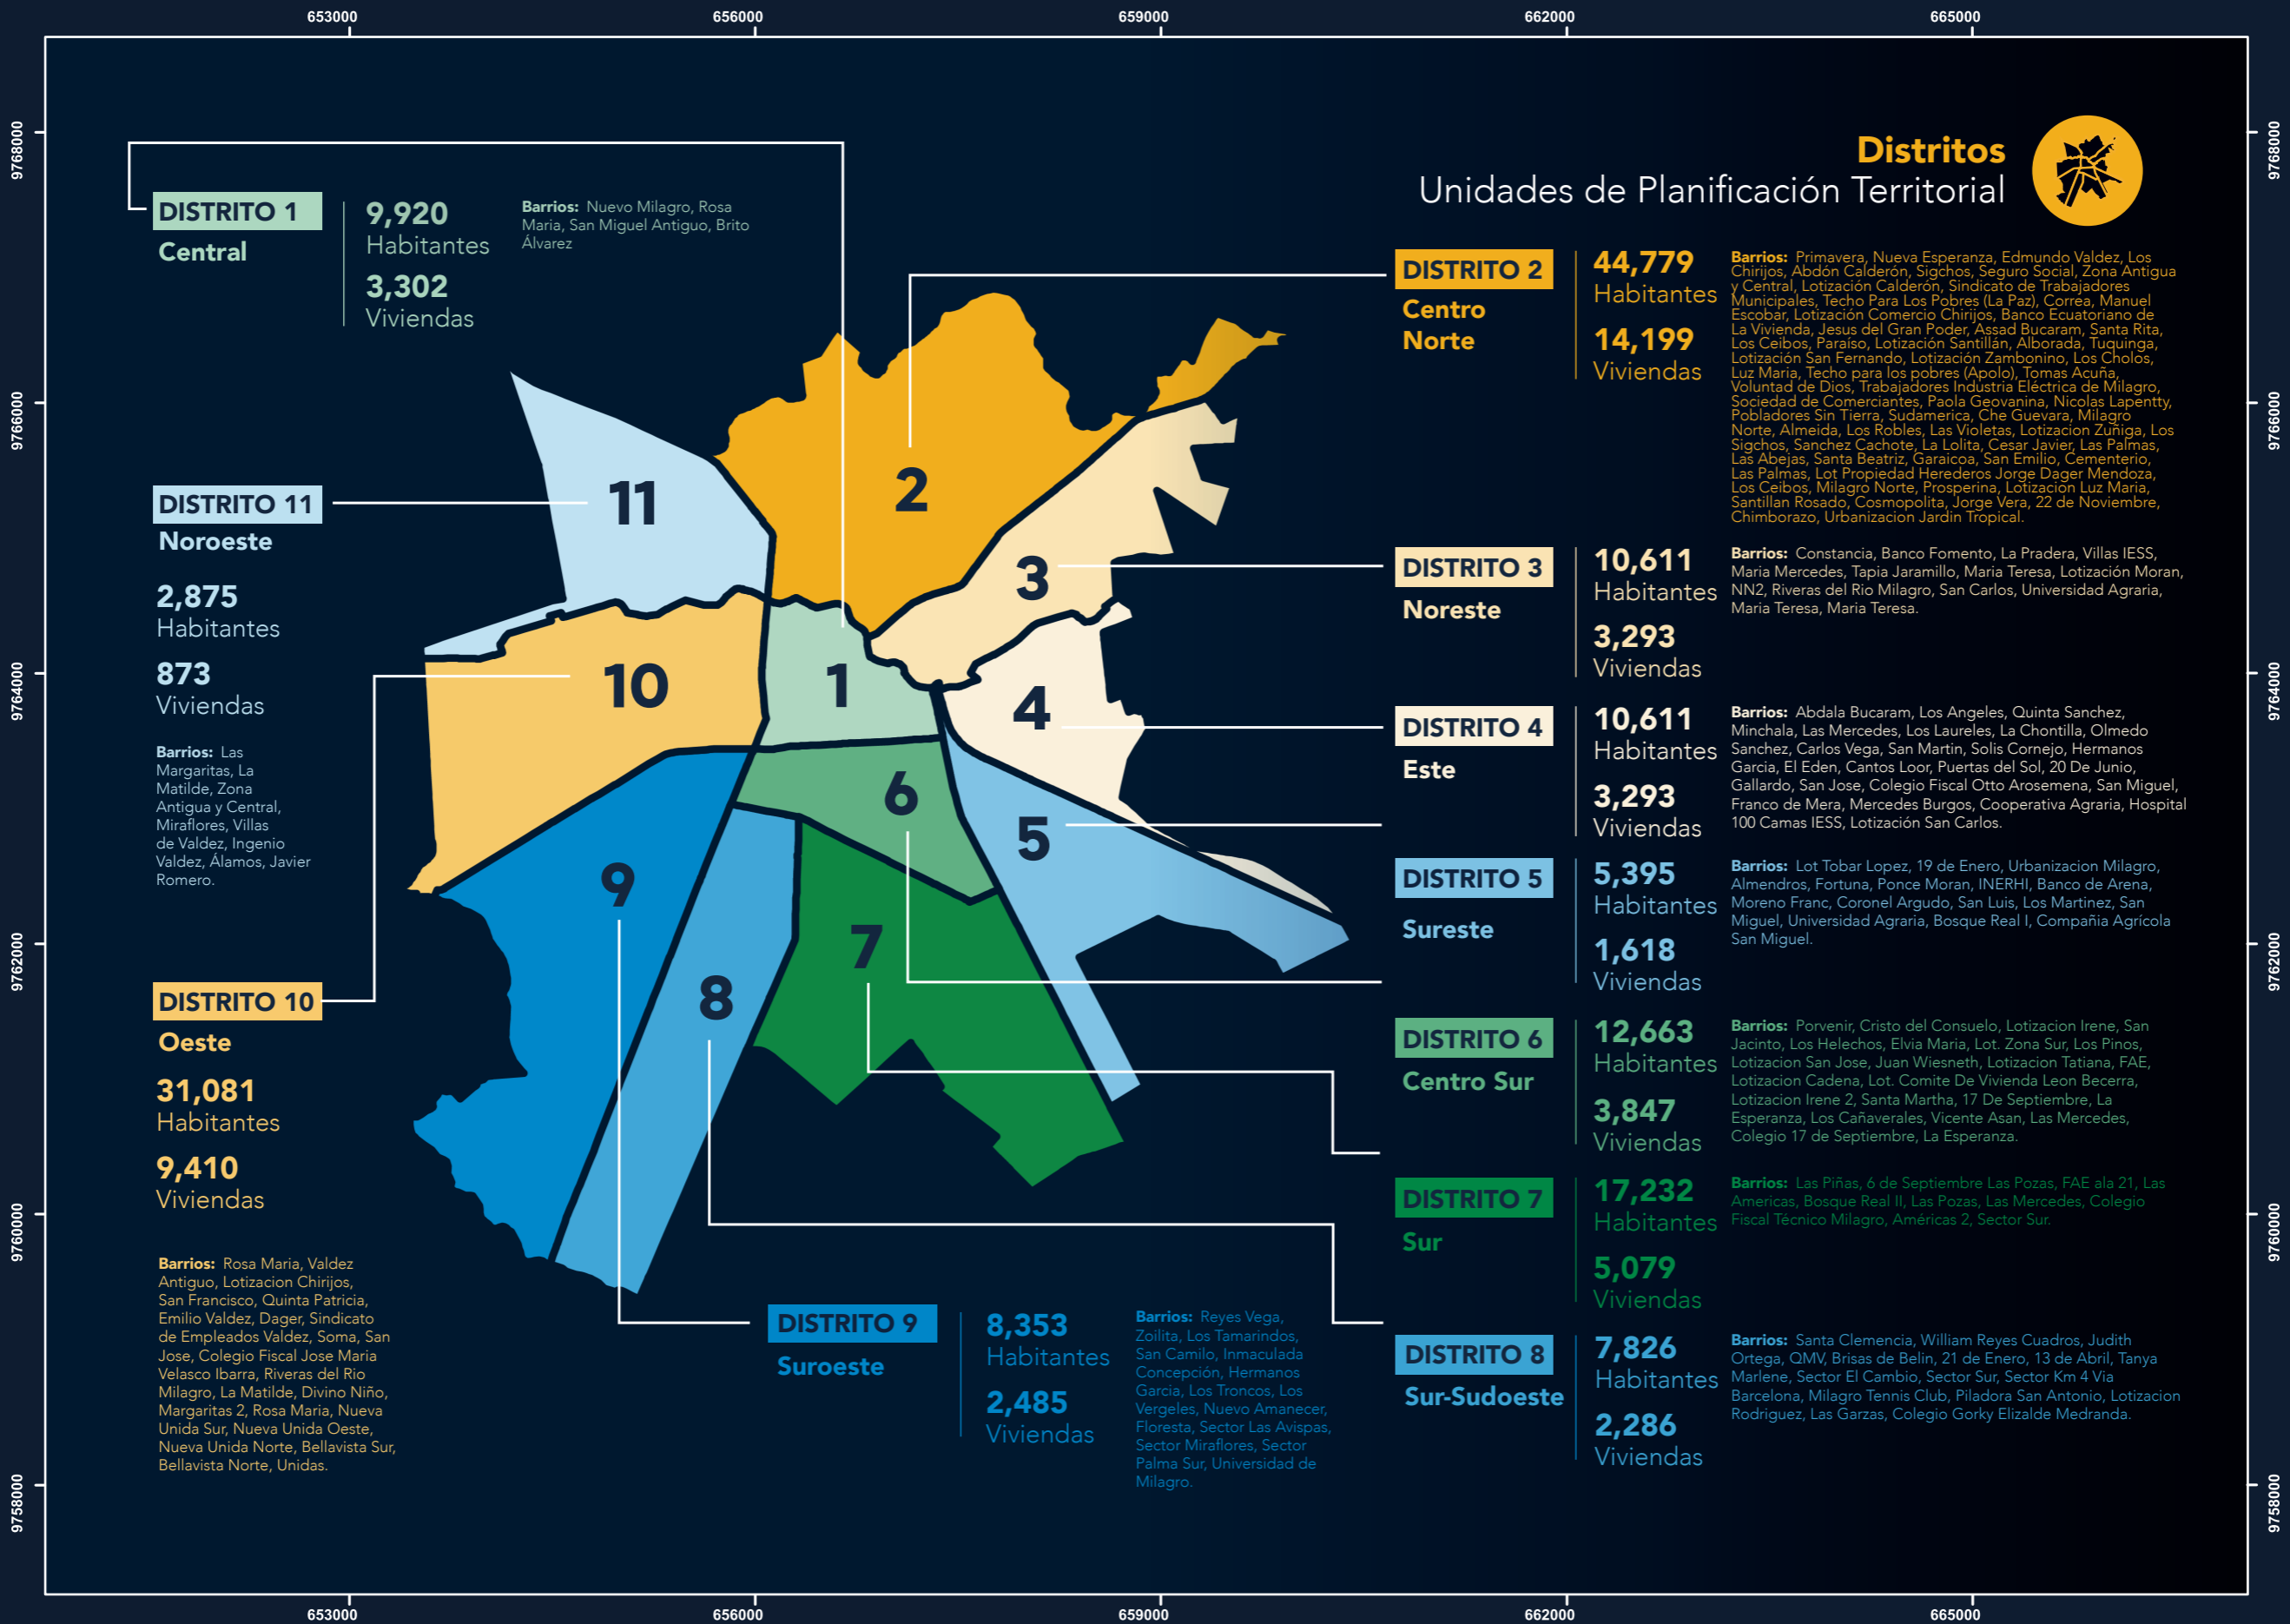 653000
656000
659000
662000
665000
9768000
9766000
9764000
9762000
9760000
9758000
Distritos
Unidades de Planificación Territorial
DISTRITO 1
Central
9,920
Habitantes
3,302
Viviendas
Barrios: Nuevo Milagro, Rosa
Maria, San Miguel Antiguo, Brito
Álvarez
DISTRITO 2
Centro
Norte
44,779
Habitantes
14,199
Viviendas
Barrios: Primavera, Nueva Esperanza, Edmundo Valdez, Los
Chirijos, Abdón Calderón, Sigchos, Seguro Social, Zona Antigua
y Central, Lotización Calderón, Sindicato de Trabajadores
Municipales, Techo Para Los Pobres (La Paz), Correa, Manuel
Escobar, Lotización Comercio Chirijos, Banco Ecuatoriano de
La Vivienda, Jesus del Gran Poder, Assad Bucaram, Santa Rita,
Los Ceibos, Paraíso, Lotización Santillán, Alborada, Tuquinga,
Lotización San Fernando, Lotización Zambonino, Los Cholos,
Luz Maria, Techo para los pobres (Apolo), Tomas Acuña,
Voluntad de Dios, Trabajadores Industria Eléctrica de Milagro,
Sociedad de Comerciantes, Paola Geovanina, Nicolas Lapentty,
Pobladores Sin Tierra, Sudamerica, Che Guevara, Milagro
Norte, Almeida, Los Robles, Las Violetas, Lotizacion Zuñiga, Los
Sigchos, Sanchez Cachote, La Lolita, Cesar Javier, Las Palmas,
Las Abejas, Santa Beatriz, Garaicoa, San Emilio, Cementerio,
Las Palmas, Lot Propiedad Herederos Jorge Dager Mendoza,
Los Ceibos, Milagro Norte, Prosperina, Lotizacion Luz Maria,
Santillan Rosado, Cosmopolita, Jorge Vera, 22 de Noviembre,
Chimborazo, Urbanizacion Jardin Tropical.
DISTRITO 3
Noreste
10,611
Habitantes
3,293
Viviendas
Barrios: Constancia, Banco Fomento, La Pradera, Villas IESS,
Maria Mercedes, Tapia Jaramillo, Maria Teresa, Lotización Moran,
NN2, Riveras del Rio Milagro, San Carlos, Universidad Agraria,
Maria Teresa, Maria Teresa.
DISTRITO 4
Este
10,611
Habitantes
3,293
Viviendas
Barrios: Abdala Bucaram, Los Angeles, Quinta Sanchez,
Minchala, Las Mercedes, Los Laureles, La Chontilla, Olmedo
Sanchez, Carlos Vega, San Martin, Solis Cornejo, Hermanos
Garcia, El Eden, Cantos Loor, Puertas del Sol, 20 De Junio,
Gallardo, San Jose, Colegio Fiscal Otto Arosemena, San Miguel,
Franco de Mera, Mercedes Burgos, Cooperativa Agraria, Hospital
100 Camas IESS, Lotización San Carlos.
DISTRITO 5
Sureste
5,395
Habitantes
1,618
Viviendas
Barrios: Lot Tobar Lopez, 19 de Enero, Urbanizacion Milagro,
Almendros, Fortuna, Ponce Moran, INERHI, Banco de Arena,
Moreno Franc, Coronel Argudo, San Luis, Los Martinez, San
Miguel, Universidad Agraria, Bosque Real I, Compañia Agrícola
San Miguel.
DISTRITO 6
Centro Sur
12,663
Habitantes
3,847
Viviendas
Barrios: Porvenir, Cristo del Consuelo, Lotizacion Irene, San
Jacinto, Los Helechos, Elvia Maria, Lot. Zona Sur, Los Pinos,
Lotizacion San Jose, Juan Wiesneth, Lotizacion Tatiana, FAE,
Lotizacion Cadena, Lot. Comite De Vivienda Leon Becerra,
Lotizacion Irene 2, Santa Martha, 17 De Septiembre, La
Esperanza, Los Cañaverales, Vicente Asan, Las Mercedes,
Colegio 17 de Septiembre, La Esperanza.
DISTRITO 7
Sur
17,232
Habitantes
5,079
Viviendas
Barrios: Las Piñas, 6 de Septiembre Las Pozas, FAE ala 21, Las
Americas, Bosque Real II, Las Pozas, Las Mercedes, Colegio
Fiscal Técnico Milagro, Américas 2, Sector Sur.
DISTRITO 8
Sur-Sudoeste
7,826
Habitantes
2,286
Viviendas
Barrios: Santa Clemencia, William Reyes Cuadros, Judith
Ortega, QMV, Brisas de Belin, 21 de Enero, 13 de Abril, Tanya
Marlene, Sector El Cambio, Sector Sur, Sector Km 4 Via
Barcelona, Milagro Tennis Club, Piladora San Antonio, Lotizacion
Rodriguez, Las Garzas, Colegio Gorky Elizalde Medranda.
DISTRITO 9
Suroeste
8,353
Habitantes
2,485
Viviendas
Barrios: Reyes Vega,
Zoilita, Los Tamarindos,
San Camilo, Inmaculada
Concepción, Hermanos
Garcia, Los Troncos, Los
Vergeles, Nuevo Amanecer,
Floresta, Sector Las Avispas,
Sector Miraflores, Sector
Palma Sur, Universidad de
Milagro.
DISTRITO 11
Noroeste
2,875
Habitantes
873
Viviendas
Barrios: Las
Margaritas, La
Matilde, Zona
Antigua y Central,
Miraflores, Villas
de Valdez, Ingenio
Valdez, Álamos, Javier
Romero.
DISTRITO 10
Oeste
31,081
Habitantes
9,410
Viviendas
Barrios: Rosa Maria, Valdez
Antiguo, Lotizacion Chirijos,
San Francisco, Quinta Patricia,
Emilio Valdez, Dager, Sindicato
de Empleados Valdez, Soma, San
Jose, Colegio Fiscal Jose Maria
Velasco Ibarra, Riveras del Rio
Milagro, La Matilde, Divino Niño,
Margaritas 2, Rosa Maria, Nueva
Unida Sur, Nueva Unida Oeste,
Nueva Unida Norte, Bellavista Sur,
Bellavista Norte, Unidas.
11
2
3
10
1
4
6
5
9
7
8
9768000
9766000
9764000
9762000
9760000
9758000
653000
656000
659000
662000
665000